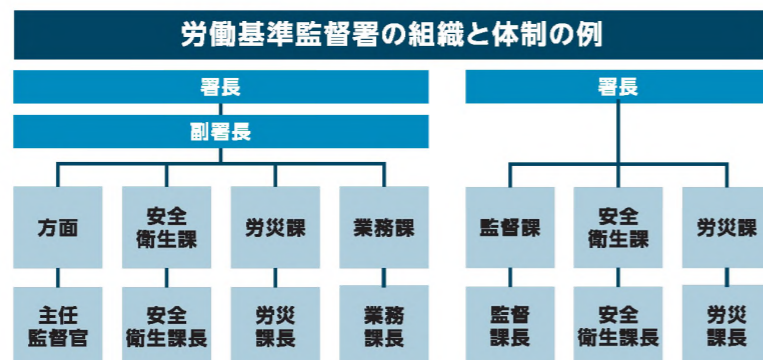 労働基準監督署の組織と体制の例
署長
副署長
方面
安全
衛生課
労災課
業務課
主任
監督官
安全
衛生課長
労災
課長
業務
課長
署長
監督課
安全
衛生課
労災課
監督
課長
安全
衛生課長
労災
課長